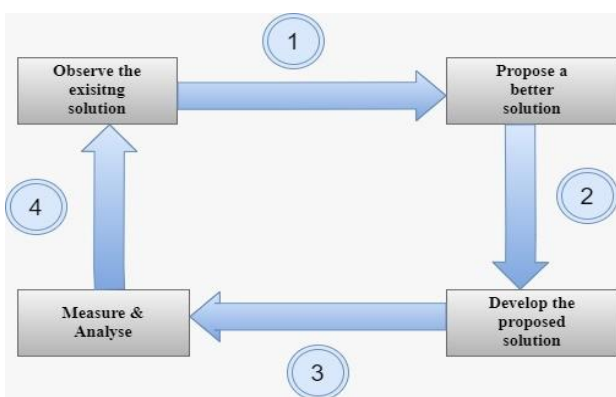 1
Observe the
exisitng
solution
Propose a
better
solution
2
Develop the
proposed
solution
3
Measure &
Analyse
4